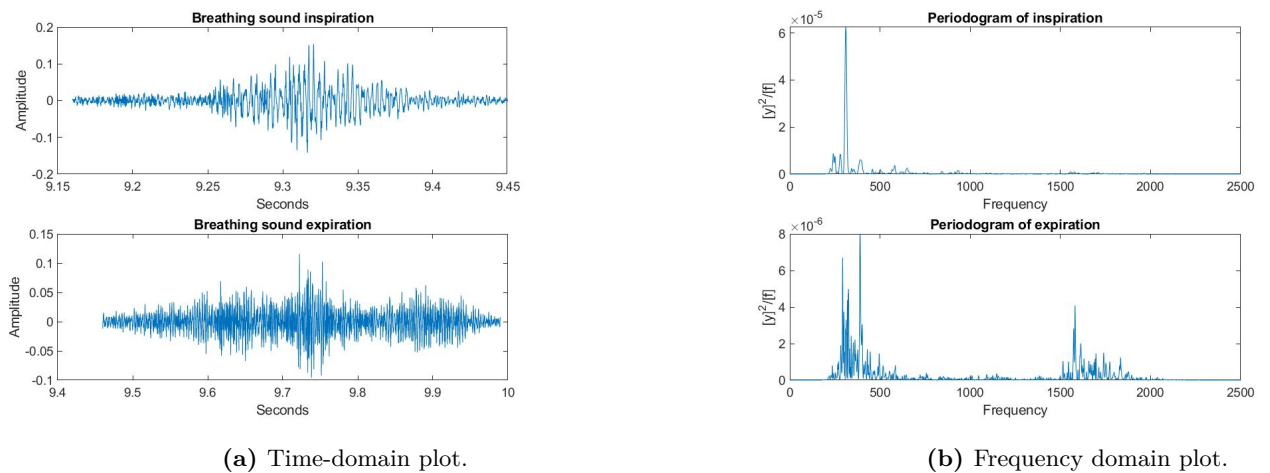 Breathing sound inspiration
0.2
0.1
0
-0.1
-0.2
Amplitude
9.15 9.2 9.25 9.3 9.35 9.4 9.45
Seconds
Breathing sound expiration
0.15
0.1
0.05
0
-0.05
-0.1
Amplitude
9.4 9.5 9.6 9.7 9.8 9.9 10
Seconds
(a) Time-domain plot.
×10⁻⁵ Periodogram of inspiration
6
4
2
0
[y]²/[f]
0 500 1000 1500 2000 2500
Frequency
×10⁻⁶ Periodogram of expiration
8
6
4
2
0
[y]²/[f]
0 500 1000 1500 2000 2500
Frequency
(b) Frequency domain plot.